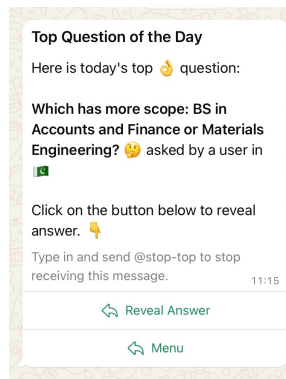 Top Question of the Day
Here is today's top 👌 question:
Which has more scope: BS in
Accounts and Finance or Materials
Engineering? 🤔 asked by a user in
🇵🇰
Click on the button below to reveal
answer. 👇
Type in and send @stop-top to stop
receiving this message.
11:15
Reveal Answer
Menu